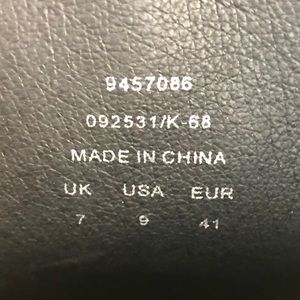 9457086
092531/K-68
MADE IN CHINA
UK USA EUR
7 9 41